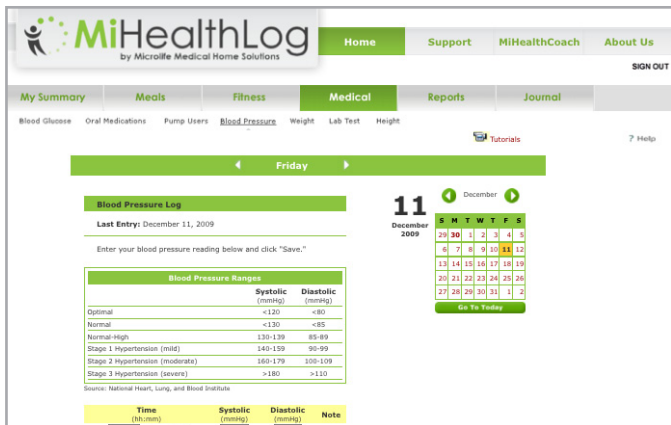 MiHealthLog
by Microlife Medical Home Solutions
Home Support MiHealthCoach About Us
SIGN OUT
My Summary Meals Fitness Medical Reports Journal
Blood Glucose Oral Medications Pump Users Blood Pressure Weight Lab Test Height
Tutorials ? Help
Friday
Blood Pressure Log
Last Entry: December 11, 2009
Enter your blood pressure reading below and click "Save."
Blood Pressure Ranges
Systolic Diastolic
(mmHg) (mmHg)
Optimal <120 <80
Normal <130 <85
Normal-High 130-139 85-89
Stage 1 Hypertension (mild) 140-159 90-99
Stage 2 Hypertension (moderate) 160-179 100-109
Stage 3 Hypertension (severe) >180 >110
Source: National Heart, Lung, and Blood Institute
Time Systolic Diastolic Note
(hh:mm) (mmHg) (mmHg)
11
December
2009
December
S M T W T F S
29 30 1 2 3 4 5
6 7 8 9 10 11 12
13 14 15 16 17 18 19
20 21 22 23 24 25 26
27 28 29 30 31 1 2
Go To Today